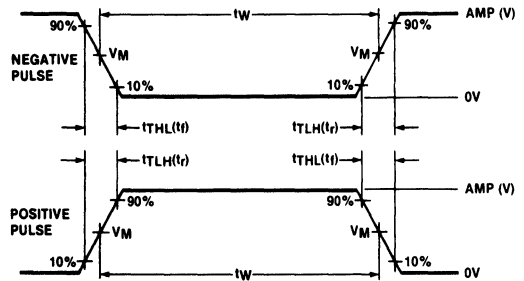 tW AMP (V)
90% 90%
NEGATIVE PULSE VM VM
10% 10%
0V
tTHL(tf) tTLH(tr)
tTLH(tr) tTHL(tf)
AMP (V)
90% 90%
POSITIVE PULSE VM VM
10% 10%
tW 0V